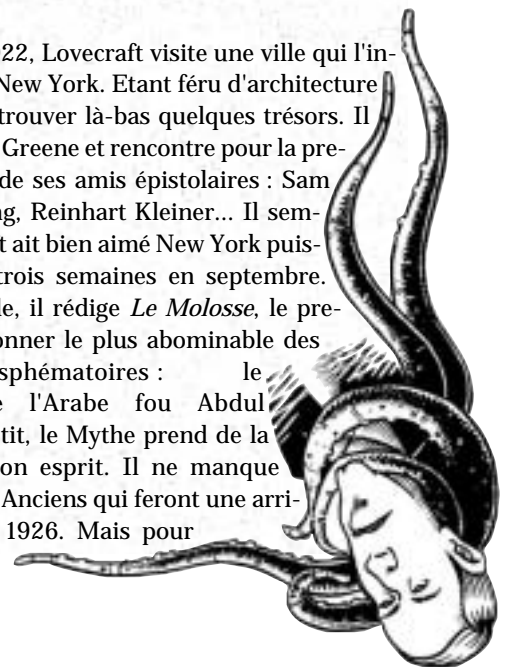 22, Lovecraft visite une ville qui l'in-
New York. Etant féru d'architecture
trouver là-bas quelques trésors. Il
Greene et rencontre pour la pre-
de ses amis épistolaires : Sam
ng, Reinhart Kleiner... Il sem-
t ait bien aimé New York puis-
trois semaines en septembre.
le, il rédige Le Molosse, le pre-
onner le plus abominable des
sphématoires : le
e l'Arabe fou Abdul
tit, le Mythe prend de la
on esprit. Il ne manque
Anciens qui feront une arri-
1926. Mais pour